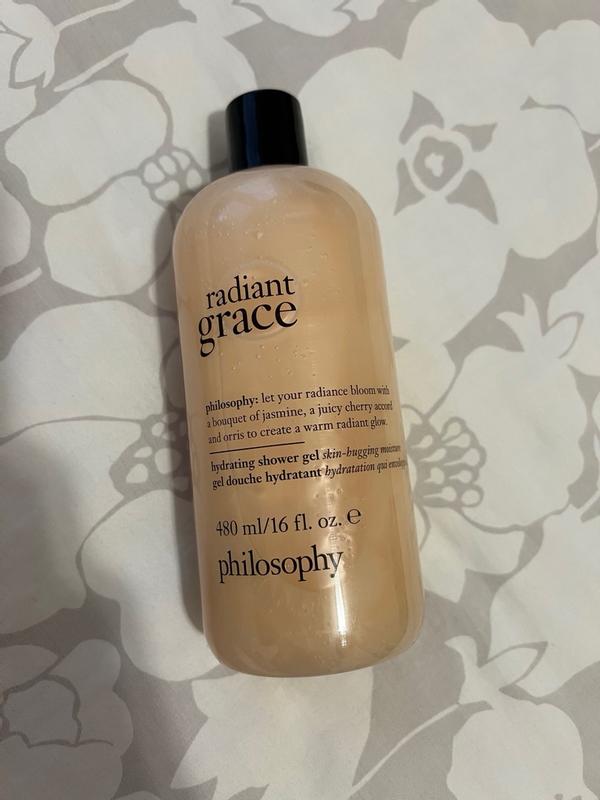 radiant
grace
philosophy: let your radiance bloom with
a bouquet of jasmine, a juicy cherry accord
and orris to create a warm radiant glow.
hydrating shower gel skin-hugging moisture
gel douche hydratant hydratation qui
480 ml/16 fl. oz. ℮
philosophy